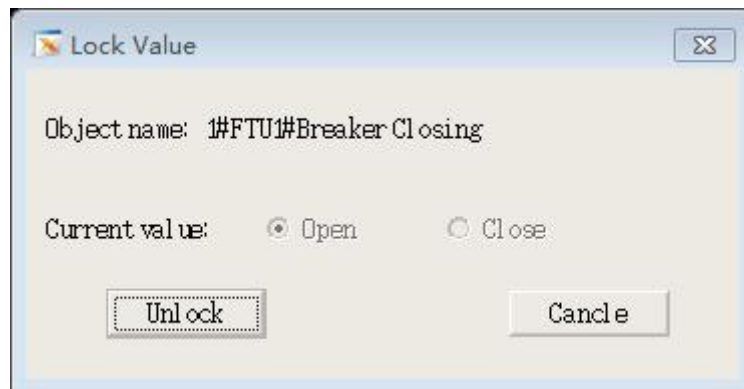 Lock Value
Object name: 1#FTU1#Breaker Closing
Current value: Open Close
Unlock Cancle